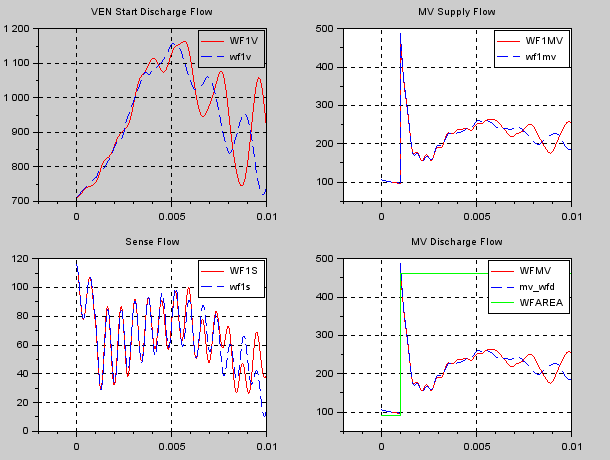 VEN Start Discharge Flow
1 200
1 100
1 000
900
800
700
0
0.005
0.01
WF1V
wf1v
MV Supply Flow
500
400
300
200
100
0
0.005
0.01
WF1MV
wf1mv
Sense Flow
120
100
80
60
40
20
0
0
0.005
0.01
WF1S
wf1s
MV Discharge Flow
500
400
300
200
100
0
0.005
0.01
WFMV
mv_wfd
WFAREA